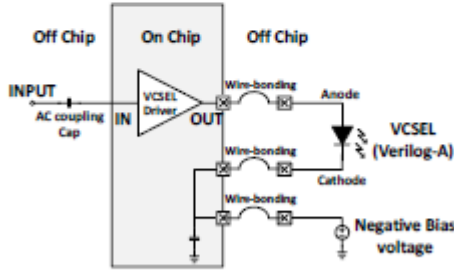 Off Chip On Chip Off Chip
INPUT
AC coupling
Cap
IN
VCSEL
Driver
OUT
Wire-bonding
Anode
VCSEL
(Verilog-A)
Wire-bonding
Cathode
Wire-bonding
Negative Bias
voltage